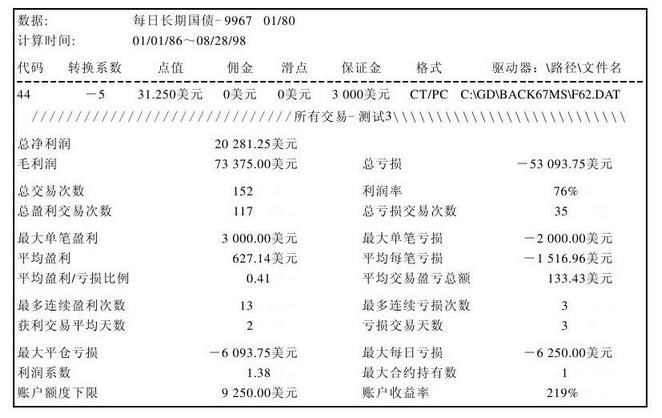 数据: 每日长期国债-9967 01/80
计算时间: 01/01/86～08/28/98
代码 转换系数 点值 佣金 滑点 保证金 格式 驱动器：\路径\文件名
44 －5 31.250美元 0美元 0美元 3 000美元 CT/PC C:\GD\BACK67MS\F62.DAT
//////////////////////////////所有交易-测试3\\\\\\\\\\\\\\\\\\\\\\\\\\\
总净利润 20 281.25美元
毛利润 73 375.00美元 总亏损 －53 093.75美元
总交易次数 152 利润率 76%
总盈利交易次数 117 总亏损交易次数 35
最大单笔盈利 3 000.00美元 最大单笔亏损 －2 000.00美元
平均盈利 627.14美元 平均每笔亏损 －1 516.96美元
平均盈利/亏损比例 0.41 平均交易盈亏总额 133.43美元
最多连续盈利次数 13 最多连续亏损次数 3
获利交易平均天数 2 亏损交易天数 3
最大平仓亏损 －6 093.75美元 最大每日亏损 －6 250.00美元
利润系数 1.38 最大合约持有数 1
账户额度下限 9 250.00美元 账户收益率 219%